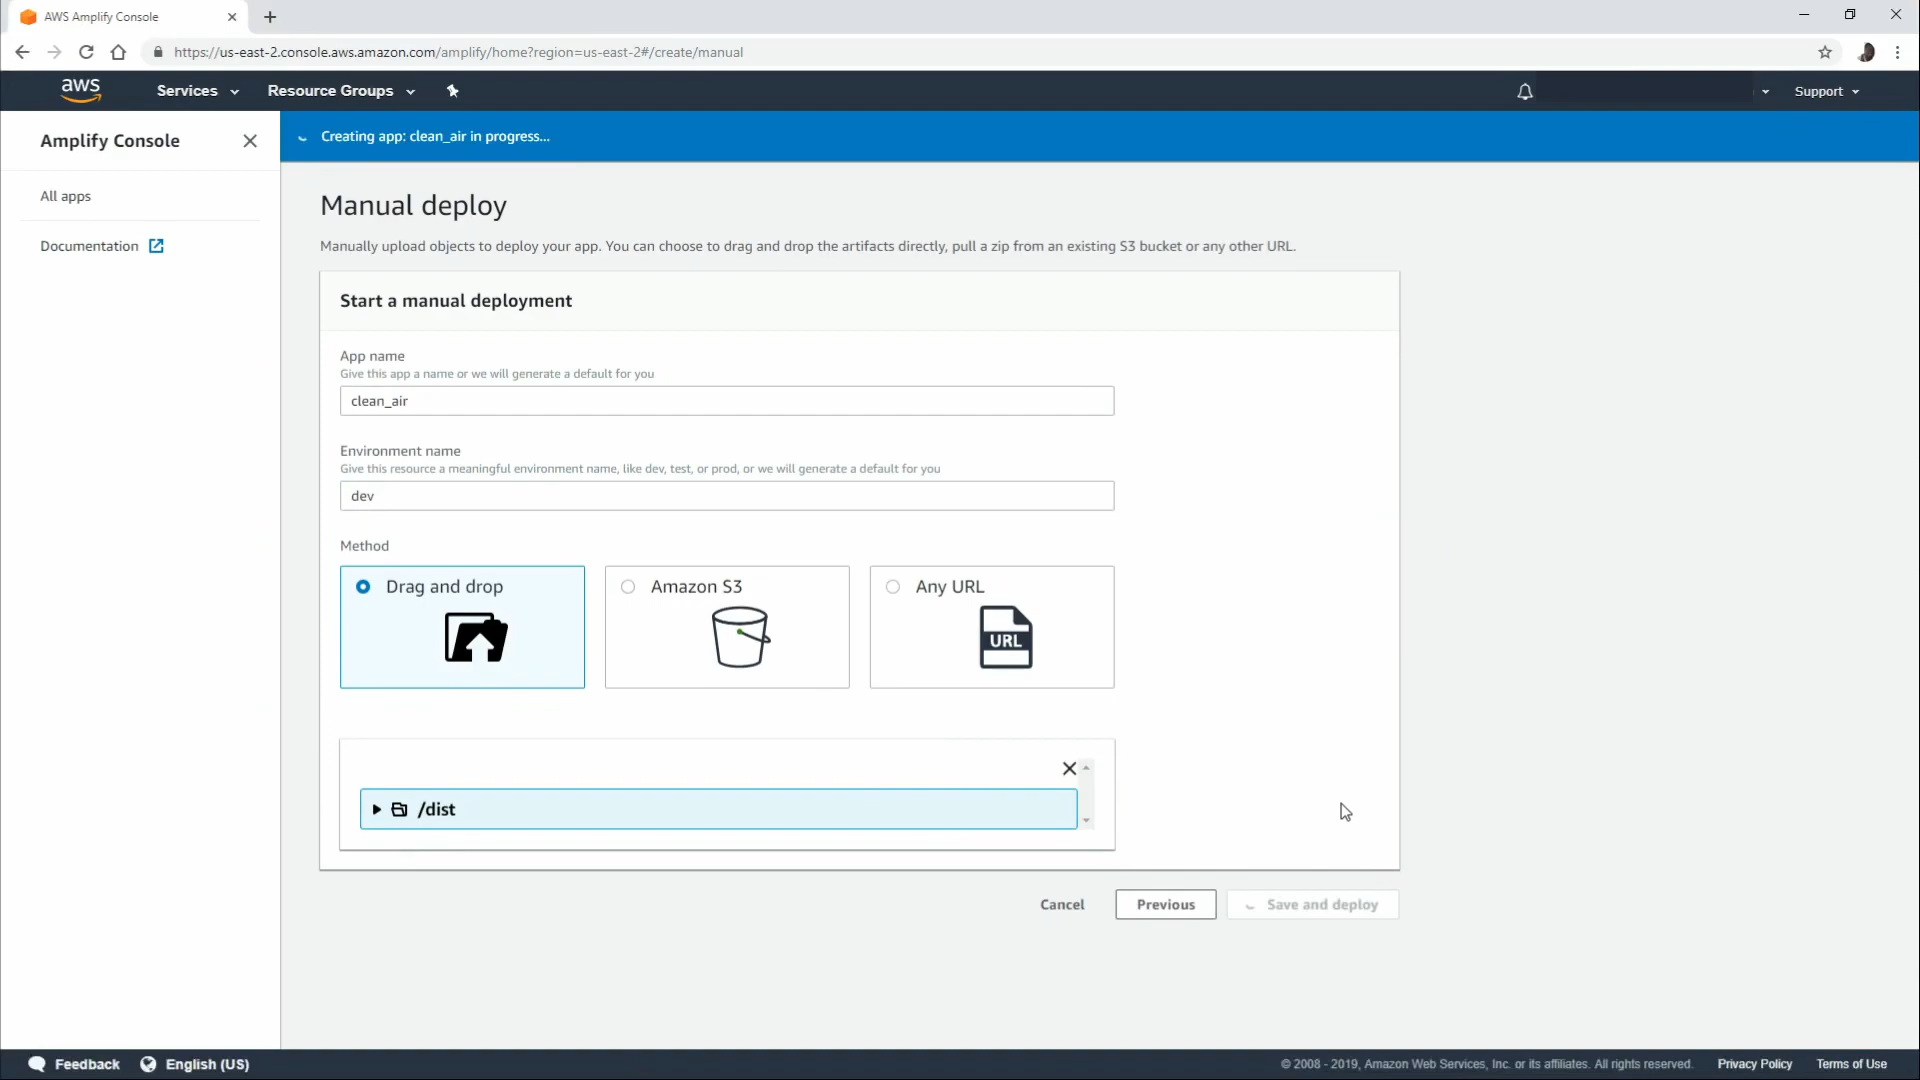 AWS Amplify Console
https://us-east-2.console.aws.amazon.com/amplify/home?region=us-east-2#/create/manual
aws
Services
Resource Groups
Support
Amplify Console
All apps
Documentation
Creating app: clean_air in progress...
Manual deploy
Manually upload objects to deploy your app. You can choose to drag and drop the artifacts directly, pull a zip from an existing S3 bucket or any other URL.
Start a manual deployment
App name
Give this app a name or we will generate a default for you
clean_air
Environment name
Give this resource a meaningful environment name, like dev, test, or prod, or we will generate a default for you
dev
Method
Drag and drop
Amazon S3
Any URL
URL
/dist
Cancel
Previous
Save and deploy
Feedback
English (US)
© 2008 - 2019, Amazon Web Services, Inc. or its affiliates. All rights reserved.
Privacy Policy
Terms of Use